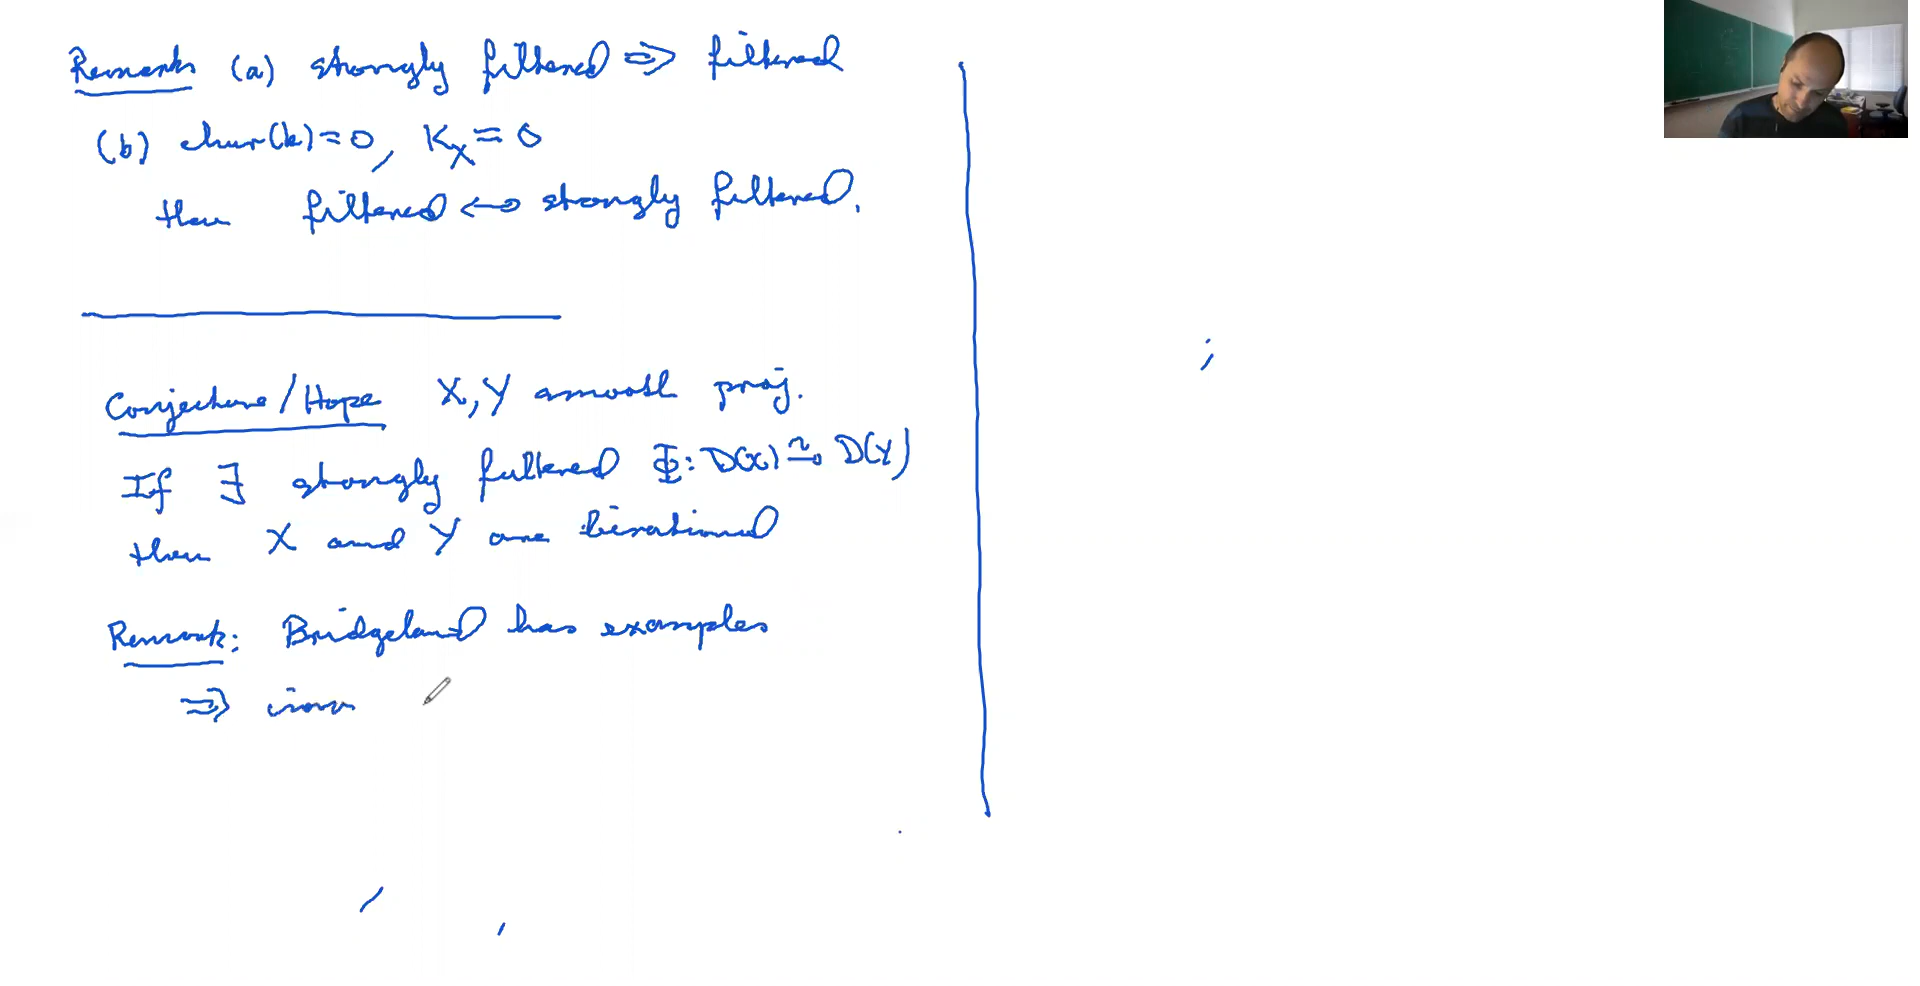 Remarks (a) strongly filtered ⇒ filtered
(b) char(k)=0, K_X = 0
then filtered ↔ strongly filtered.
Conjecture/Hope X, Y smooth proj.
If ∃ strongly filtered Φ: D(X) ≃→ D(Y)
then X and Y are birational
Remark: Bridgeland has examples
⇒